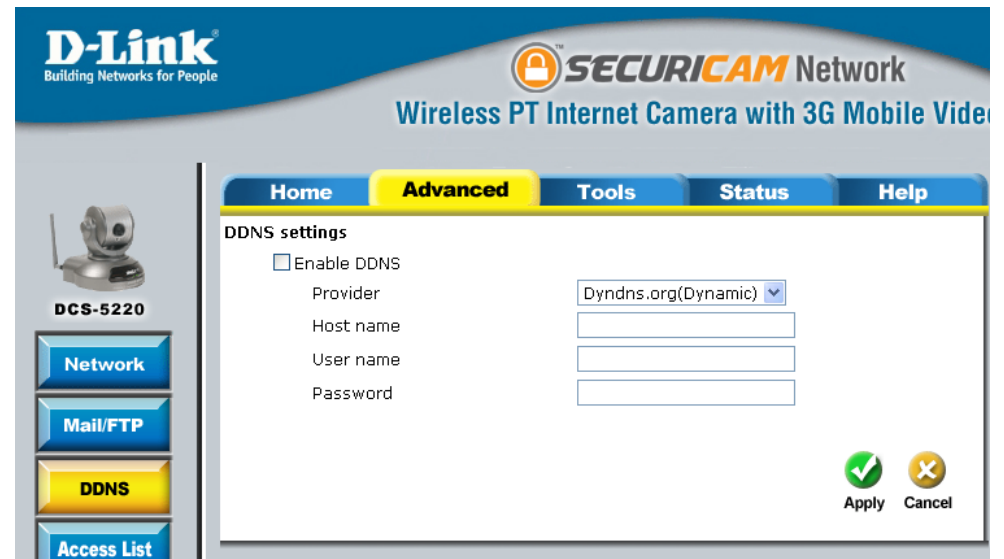 D-Link®
Building Networks for People
™
SECURICAM Network
Wireless PT Internet Camera with 3G Mobile
Home Advanced Tools Status Help
DDNS settings
Enable DDNS
Provider Dyndns.org(Dynamic)
Host name
User name
Password
DCS-5220
Network
Mail/FTP
DDNS
Access List
Apply Cancel